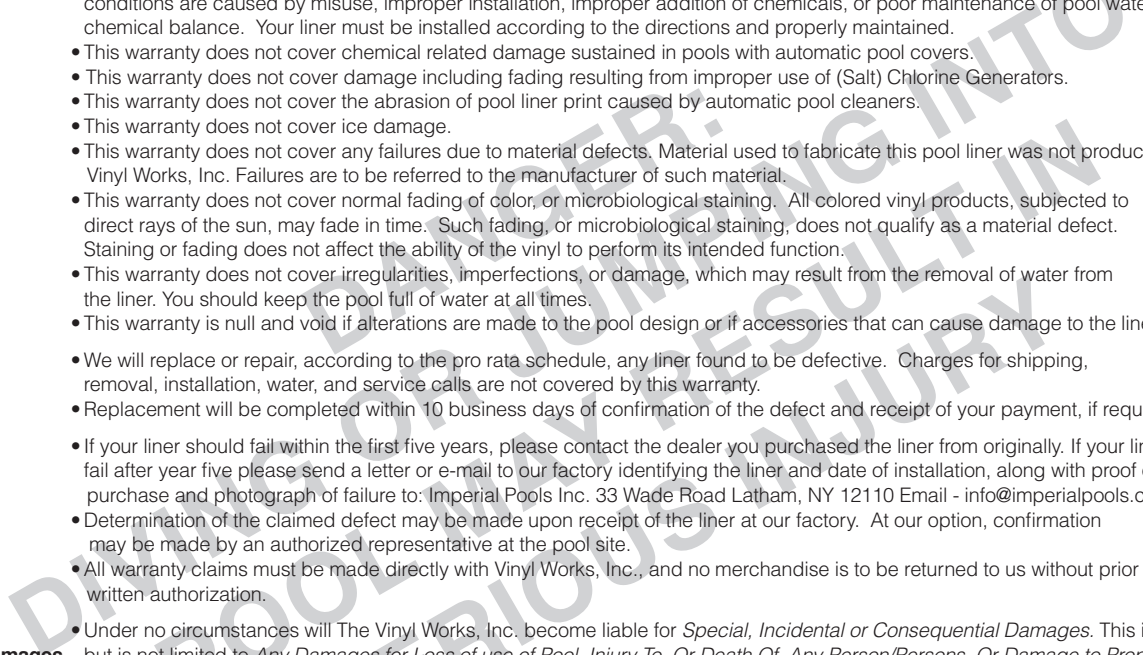 conditions are caused by misuse, improper installation, improper addition of chemicals, or poor maintenance of pool
chemical balance. Your liner must be installed according to the directions and properly maintained.
• This warranty does not cover chemical related damage sustained in pools with automatic pool covers.
• This warranty does not cover damage including fading resulting from improper use of (Salt) Chlorine Generators.
• This warranty does not cover the abrasion of pool liner print caused by automatic pool cleaners.
• This warranty does not cover ice damage.
• This warranty does not cover any failures due to material defects. Material used to fabricate this pool liner was not
Vinyl Works, Inc. Failures are to be referred to the manufacturer of such material.
• This warranty does not cover normal fading of color, or microbiological staining. All colored vinyl products, subjected to
direct rays of the sun, may fade in time. Such fading, or microbiological staining, does not qualify as a material defect.
Staining or fading does not affect the ability of the vinyl to perform its intended function.
• This warranty does not cover irregularities, imperfections, or damage, which may result from the removal of water from
the liner. You should keep the pool full of water at all times.
• This warranty is null and void if alterations are made to the pool design or if accessories that can cause damage to the
• We will replace or repair, according to the pro rata schedule, any liner found to be defective. Charges for shipping,
removal, installation, water, and service calls are not covered by this warranty.
• Replacement will be completed within 10 business days of confirmation of the defect and receipt of your payment, if
• If your liner should fail within the first five years, please contact the dealer you purchased the liner from originally. If your
fail after year five please send a letter or e-mail to our factory identifying the liner and date of installation, along with proof
purchase and photograph of failure to: Imperial Pools Inc. 33 Wade Road Latham, NY 12110 Email - info@imperialpools.c
• Determination of the claimed defect may be made upon receipt of the liner at our factory. At our option, confirmation
may be made by an authorized representative at the pool site.
• All warranty claims must be made directly with Vinyl Works, Inc., and no merchandise is to be returned to us without prior
written authorization.
• Under no circumstances will The Vinyl Works, Inc. become liable for Special, Incidental or Consequential Damages. This
but is not limited to Any Damages for Loss of use of Pool, Injury To, Or Death Of, Any Person/Persons, Or Damage to
DANGER:
DIVING OR JUMPING INTO
POOL MAY RESULT IN
SERIOUS INJURY